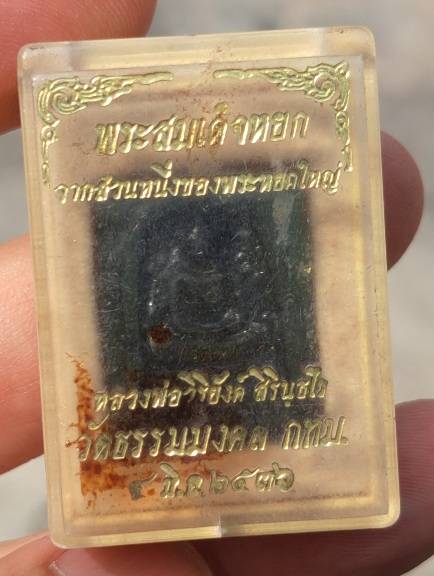 พระสมเด็จหยก
จากส่วนหนึ่งของพระหยกใหญ่
หลวงพ่อวิริยังค์ สิรินฺธโร
วัดธรรมมงคล กทม.
๔ มี.ค. ๒๕๓๖